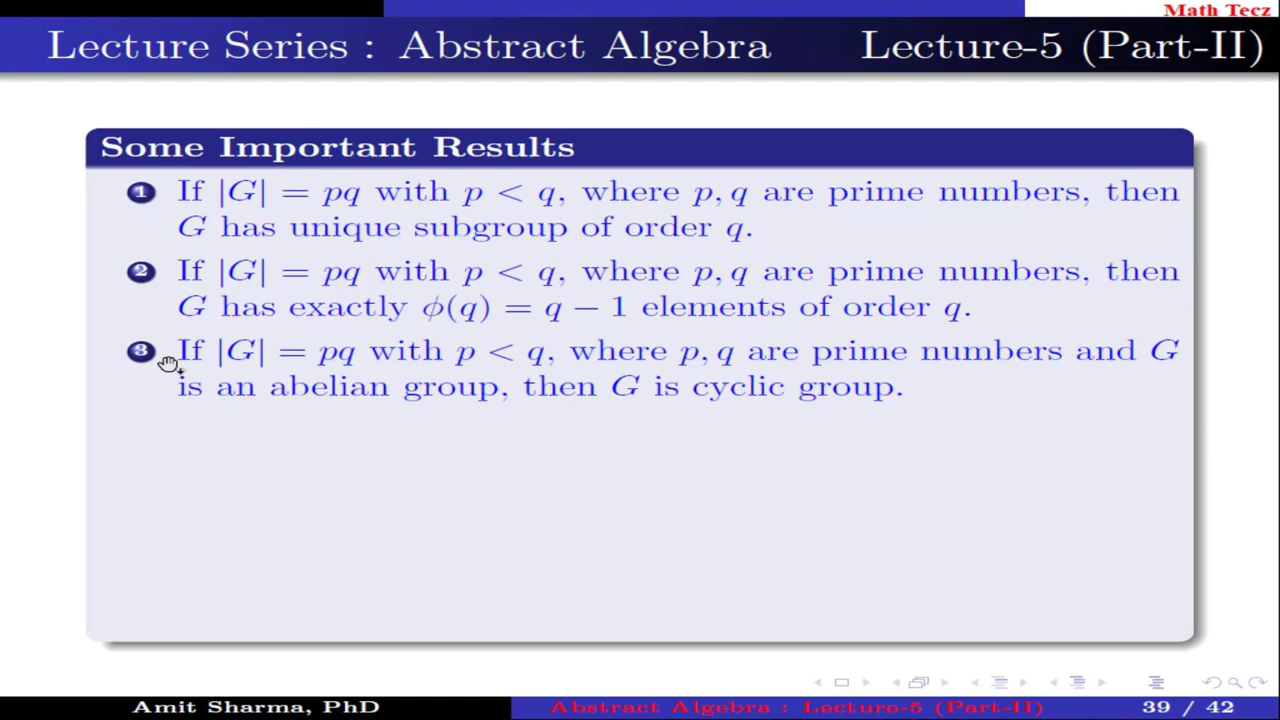 Math Tecz
Lecture Series : Abstract Algebra Lecture-5 (Part-II)
Some Important Results
1 If |G| = pq with p < q, where p, q are prime numbers, then
G has unique subgroup of order q.
2 If |G| = pq with p < q, where p, q are prime numbers, then
G has exactly ϕ(q) = q − 1 elements of order q.
3 If |G| = pq with p < q, where p, q are prime numbers and G
is an abelian group, then G is cyclic group.
Amit Sharma, PhD Abstract Algebra : Lecture-5 (Part-II) 39 / 42